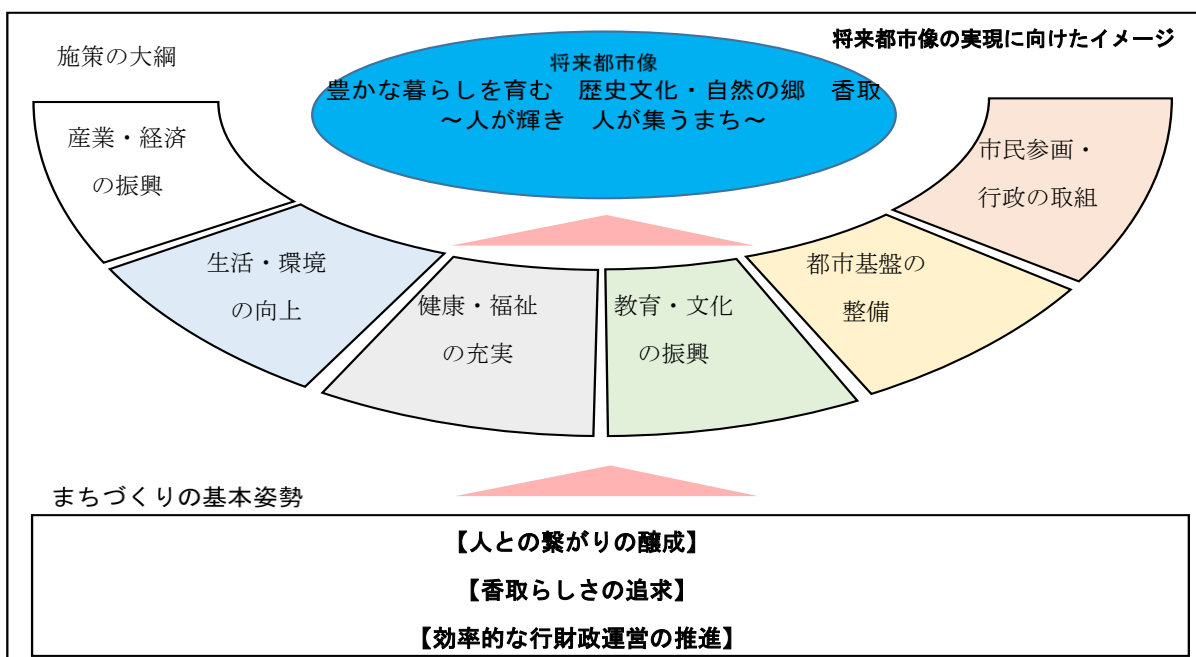 将来都市像の実現に向けたイメージ
施策の大綱
将来都市像
豊かな暮らしを育む　歴史文化・自然の郷　香取
～人が輝き　人が集うまち～
産業・経済
の振興
生活・環境
の向上
健康・福祉
の充実
教育・文化
の振興
都市基盤の
整備
市民参画・
行政の取組
まちづくりの基本姿勢
【人との繋がりの醸成】
【香取らしさの追求】
【効率的な行財政運営の推進】